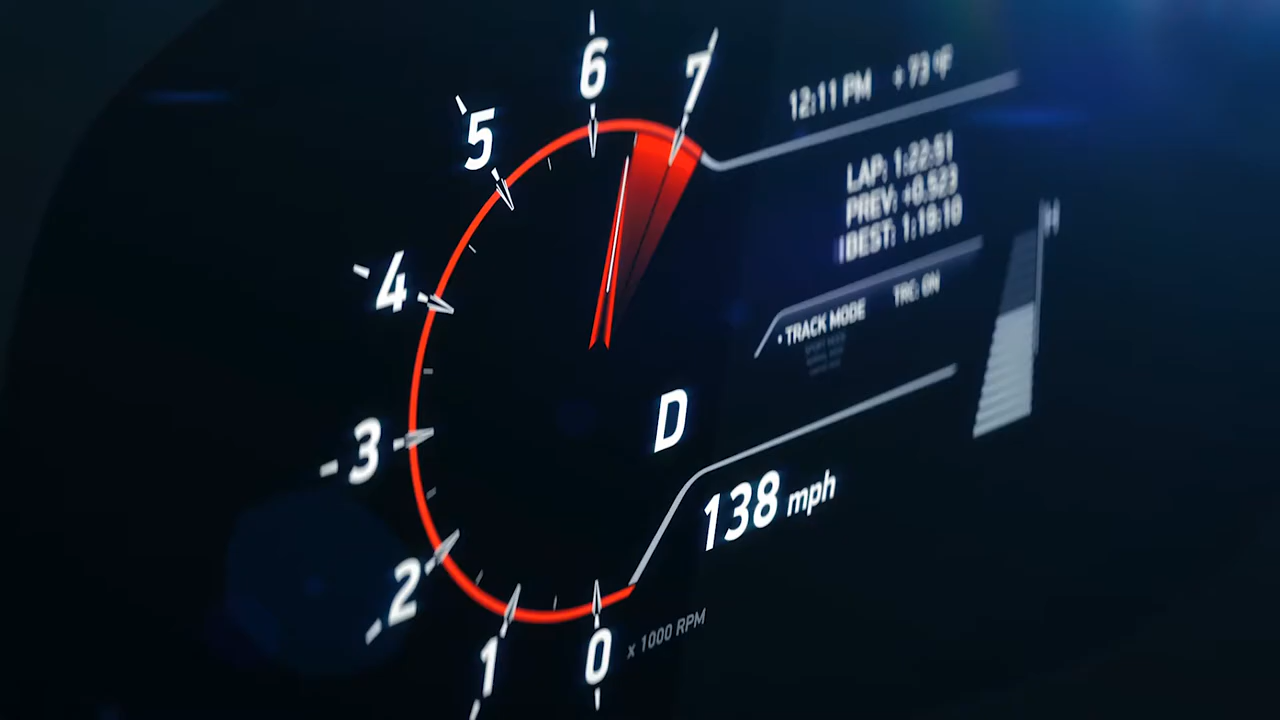 6
7
5
4
3
2
1
0
x 1000 RPM
12:11 PM + 73 °F
LAP: 1:22:51
PREV: +0.523
BEST: 1:19:10
TRC: ON
• TRACK MODE
H
D
138 mph